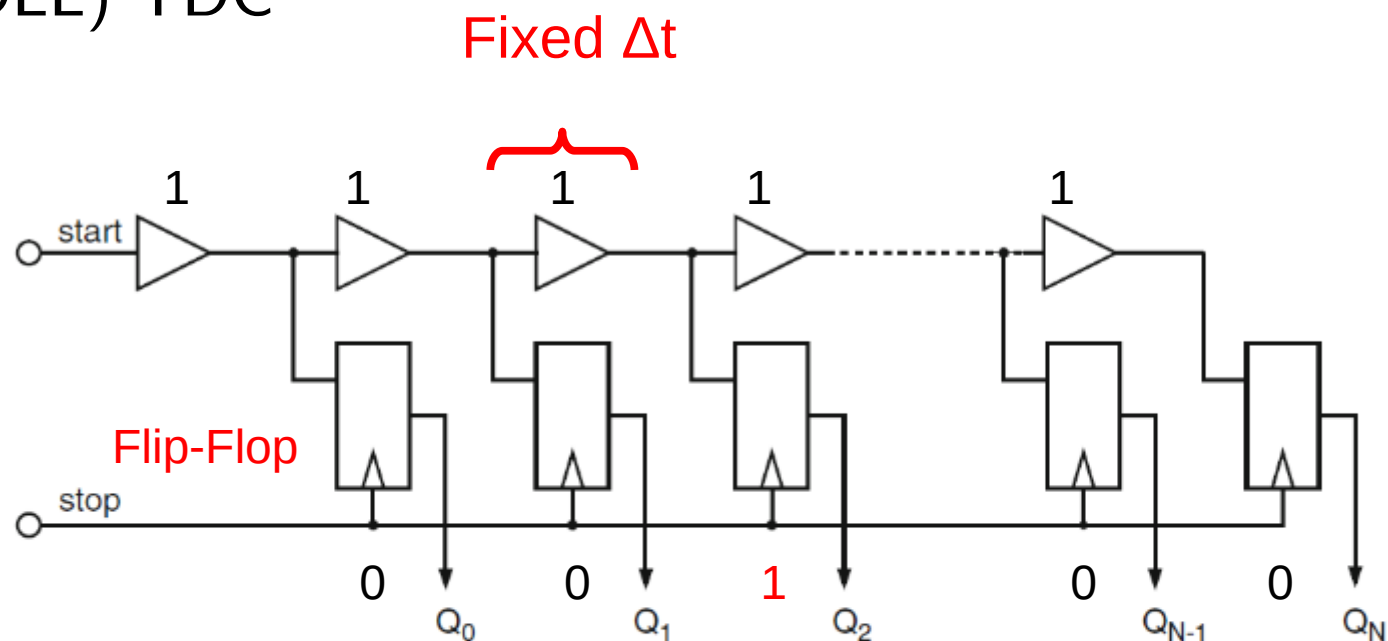 TDC
Fixed Δt
1 1 1 1 1
start
Flip-Flop
stop
0 0 1 0 0
Q0 Q1 Q2 QN-1 QN